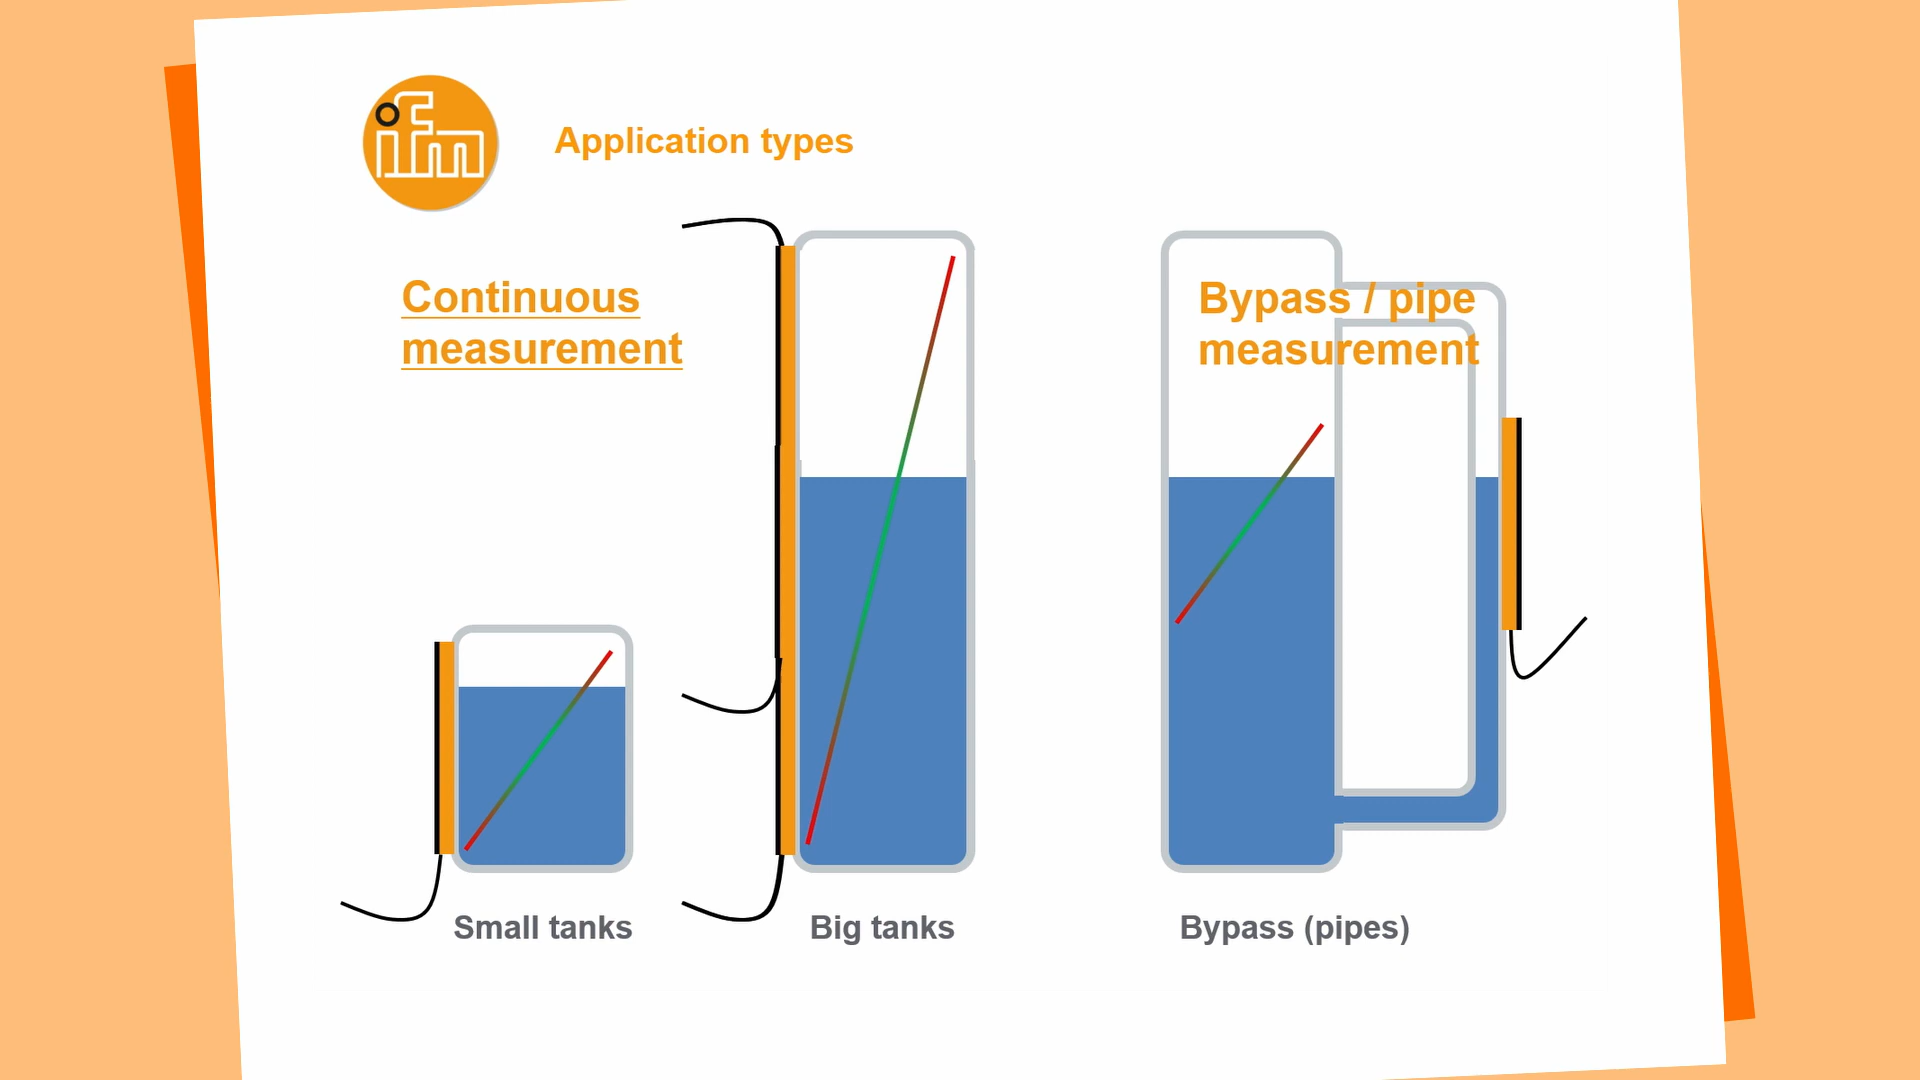 ifm
Application types
Continuous
measurement
Bypass / pipe
measurement
Small tanks
Big tanks
Bypass (pipes)